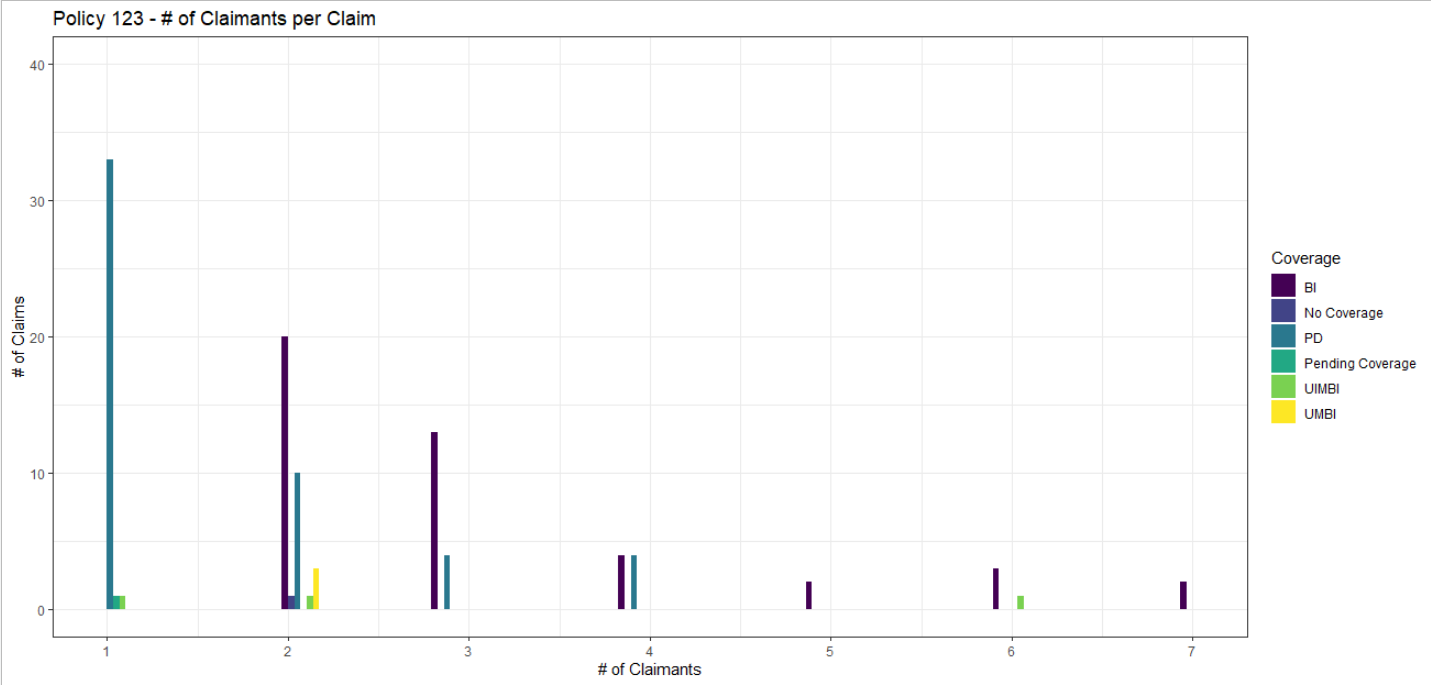 Policy 123 - # of Claimants per Claim
# of Claims
40
30
20
10
0
1 2 3 4 5 6 7
# of Claimants
Coverage
BI
No Coverage
PD
Pending Coverage
UIMBI
UMBI